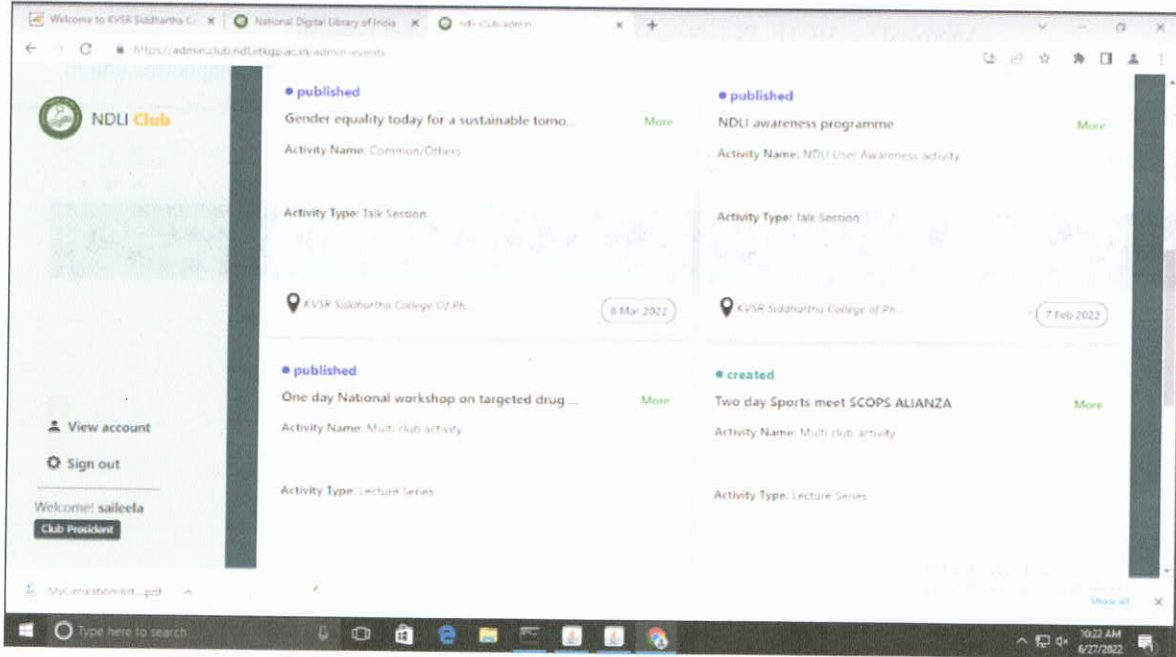 Welcome to KVSR Siddhartha C
National Digital Library of India
ndli-club-admin
https://admin.club.ndl.iitkgp.ac.in/admin-events
NDLI Club
published
Gender equality today for a sustainable tomo...
More
Activity Name: Common/Others
Activity Type: Talk Session
KVSR Siddhartha College Of Ph...
8 Mar 2022
published
NDLI awareness programme
More
Activity Name: NDLI User Awareness activity
Activity Type: Talk Session
KVSR Siddhartha College of Ph...
7 Feb 2022
published
One day National workshop on targeted drug ...
More
Activity Name: Multi club activity
Activity Type: Lecture Series
created
Two day Sports meet SCOPS ALIANZA
More
Activity Name: Multi club activity
Activity Type: Lecture Series
View account
Sign out
Welcome! saileela
Club President
Show all
Type here to search
10:22 AM
6/27/2022